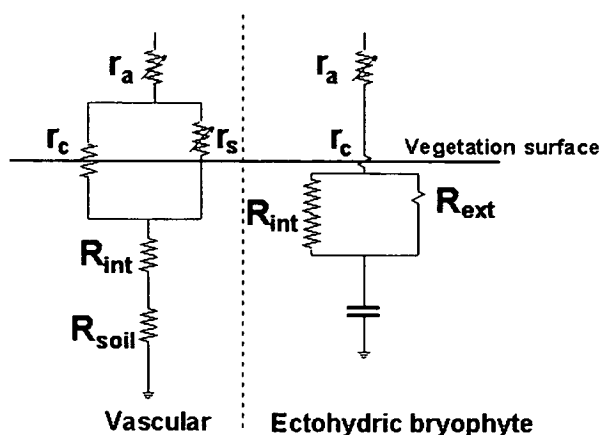 r_a
r_a
r_c
r_s
r_c
Vegetation surface
R_int
R_int
R_ext
R_soil
Vascular
Ectohydric bryophyte